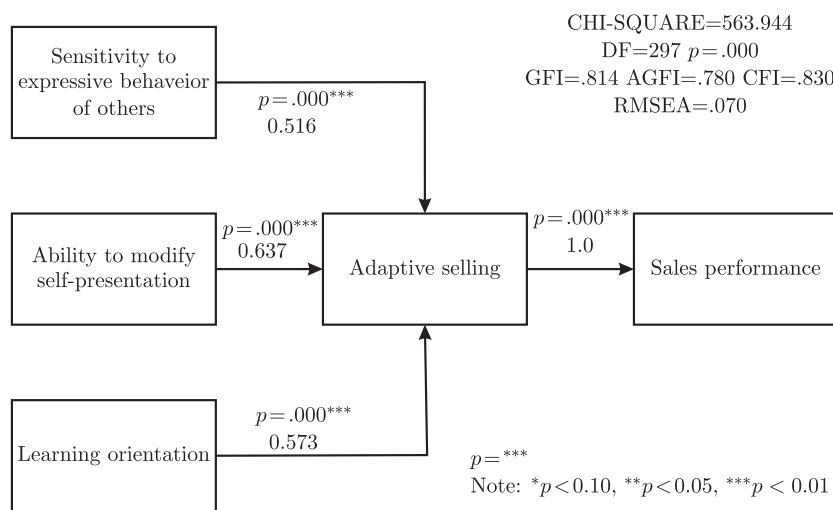 CHI-SQUARE=563.944
DF=297 p=.000
GFI=.814 AGFI=.780 CFI=.830
RMSEA=.070
Sensitivity to
expressive behaveior
of others
p=.000***
0.516
Ability to modify
self-presentation
p=.000***
0.637
Adaptive selling
p=.000***
1.0
Sales performance
Learning orientation
p=.000***
0.573
p=***
Note: *p<0.10, **p<0.05, ***p < 0.01